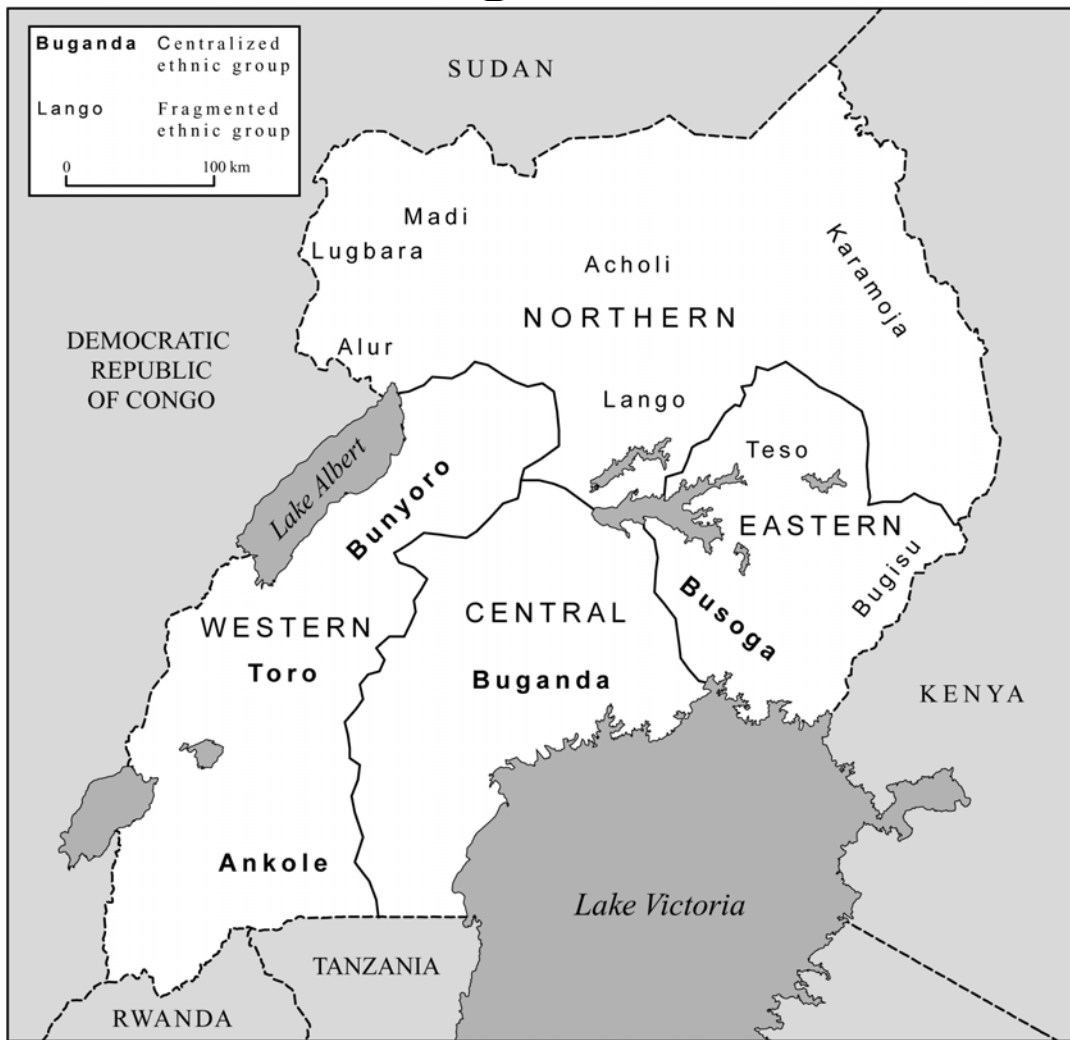 Buganda Centralized
ethnic group
Lango Fragmented
ethnic group
0 100 km
SUDAN
Madi
Lugbara
Acholi
Karamoja
NORTHERN
DEMOCRATIC
REPUBLIC
OF CONGO
Alur
Lango
Teso
Lake Albert
Bunyoro
EASTERN
Bugisu
Busoga
WESTERN
CENTRAL
Toro
Buganda
KENYA
Ankole
Lake Victoria
TANZANIA
RWANDA